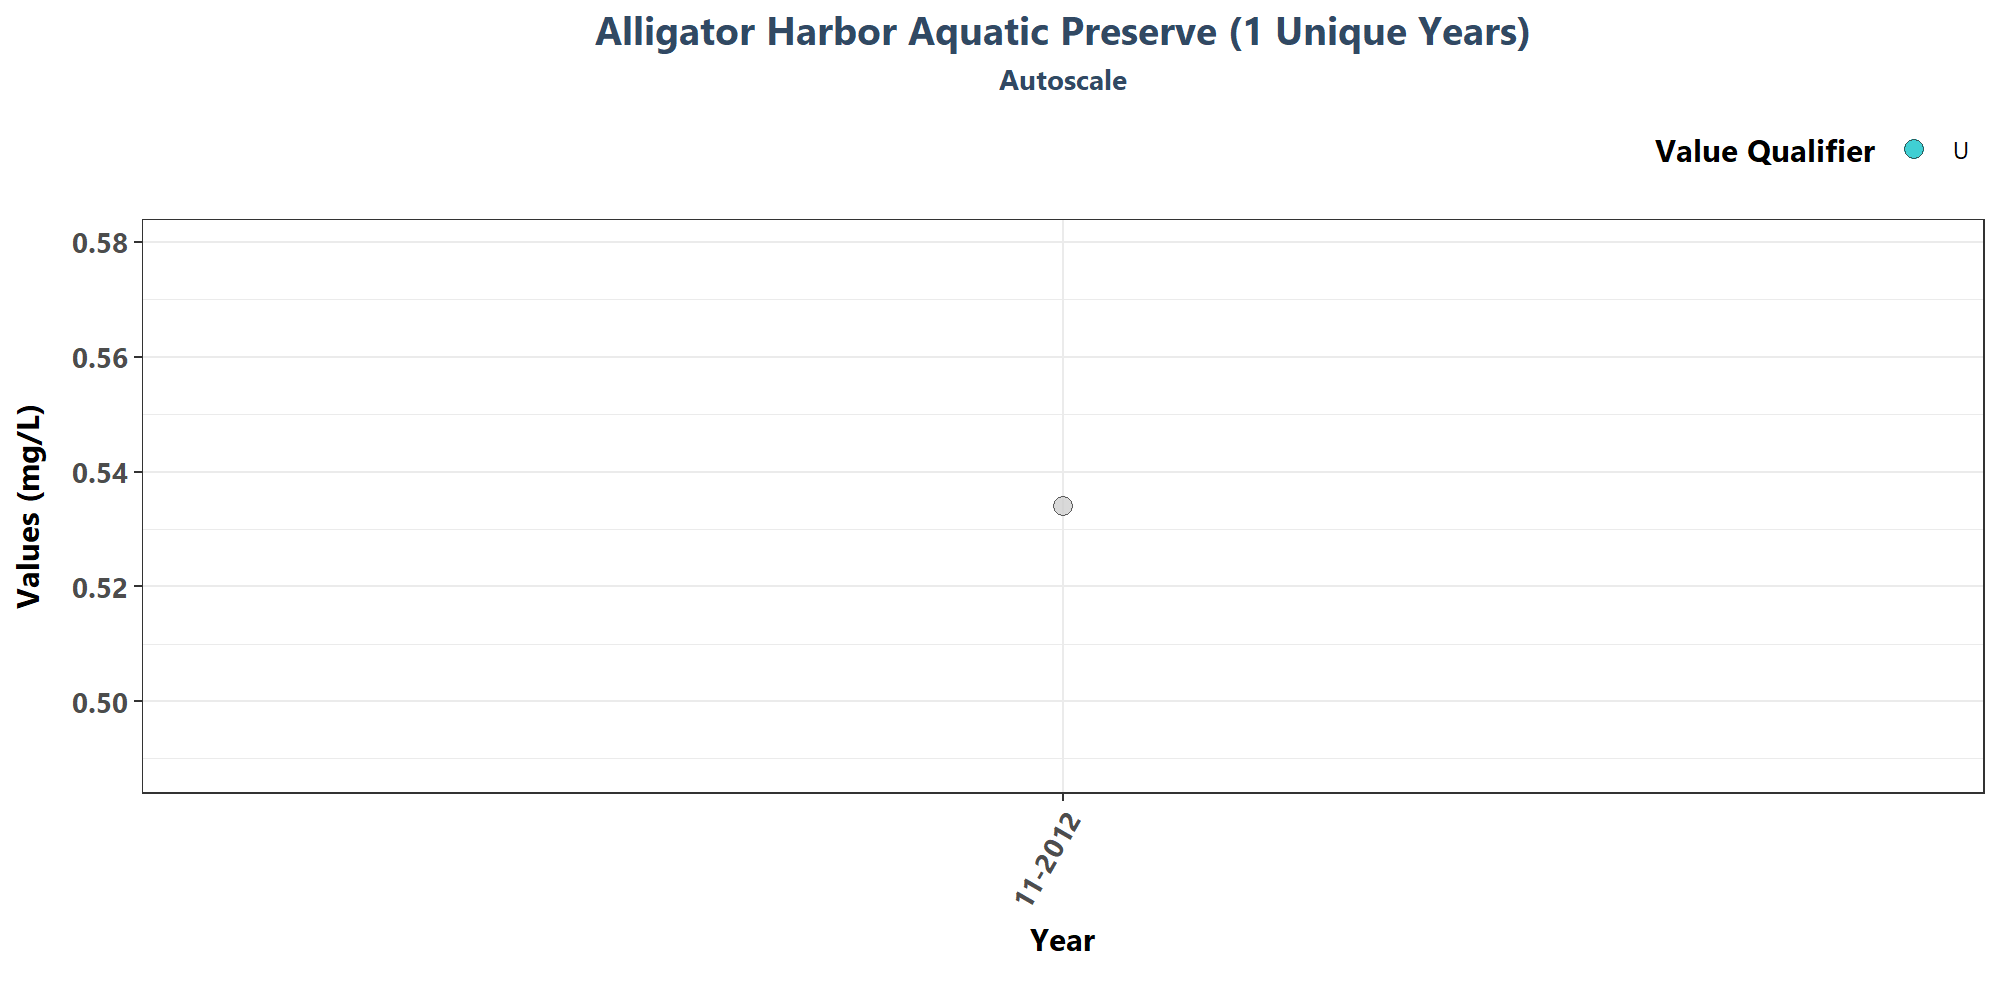 Alligator Harbor Aquatic Preserve (1 Unique Years)
Autoscale
Value Qualifier U
0.58
0.56
0.54
0.52
0.50
Values (mg/L)
11-2012
Year